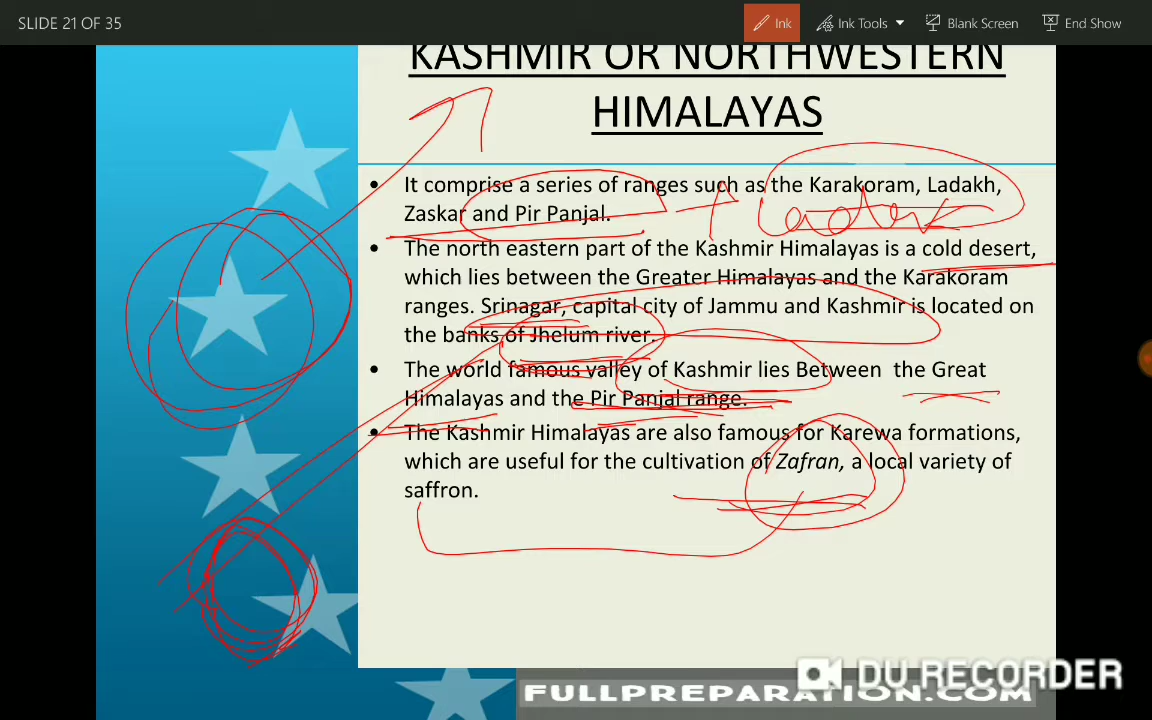 SLIDE 21 OF 35
Ink
Ink Tools
Blank Screen
End Show
KASHMIR OR NORTHWESTERN
HIMALAYAS
• It comprise a series of ranges such as the Karakoram, Ladakh,
Zaskar and Pir Panjal.
• The north eastern part of the Kashmir Himalayas is a cold desert,
which lies between the Greater Himalayas and the Karakoram
ranges. Srinagar, capital city of Jammu and Kashmir is located on
the banks of Jhelum river.
• The world famous valley of Kashmir lies Between the Great
Himalayas and the Pir Panjal range.
• The Kashmir Himalayas are also famous for Karewa formations,
which are useful for the cultivation of Zafran, a local variety of
saffron.
DU RECORDER
FULLPREPARATION.COM